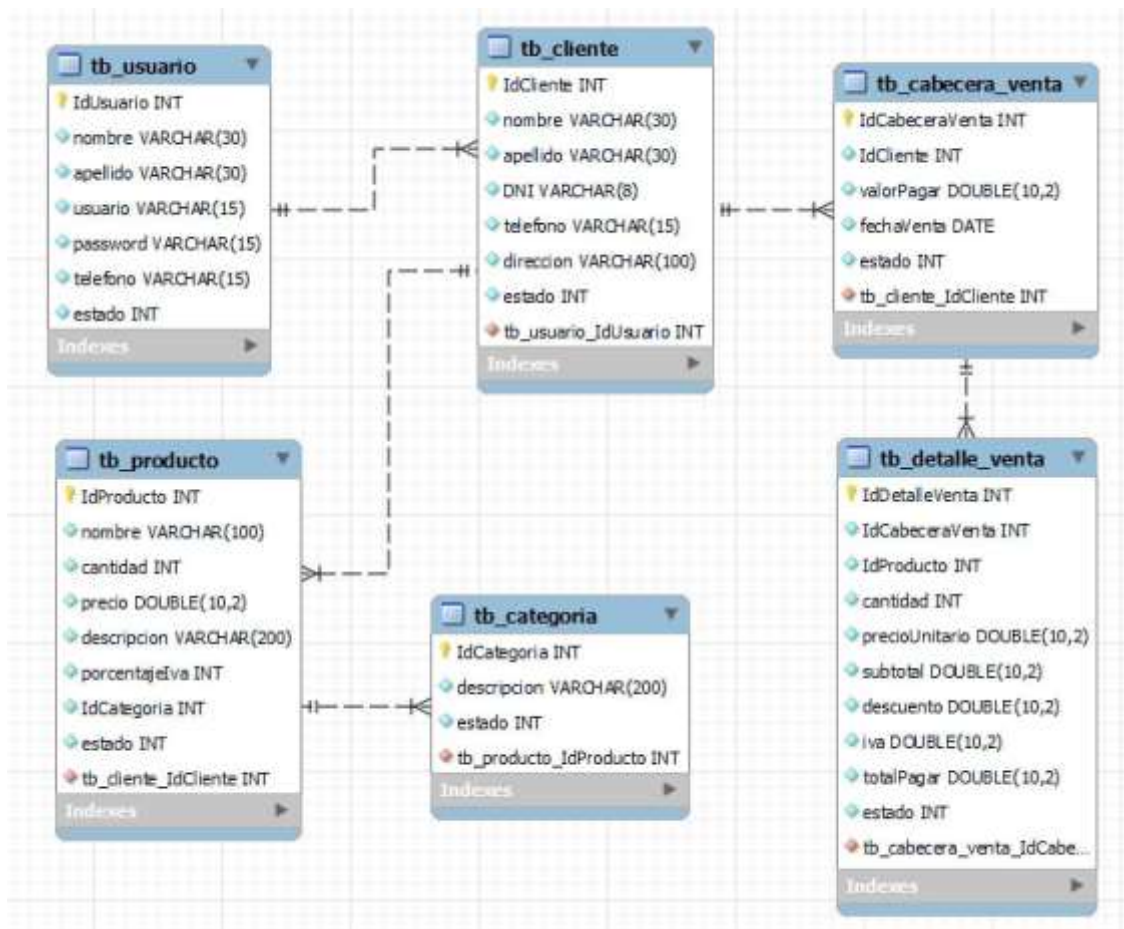 tb_usuario
IdUsuario INT
nombre VARCHAR(30)
apellido VARCHAR(30)
usuario VARCHAR(15)
password VARCHAR(15)
telefono VARCHAR(15)
estado INT
Indexes
tb_cliente
IdCliente INT
nombre VARCHAR(30)
apellido VARCHAR(30)
DNI VARCHAR(8)
telefono VARCHAR(15)
direccion VARCHAR(100)
estado INT
tb_usuario_IdUsuario INT
Indexes
tb_cabecera_venta
IdCabeceraVenta INT
IdCliente INT
valorPagar DOUBLE(10,2)
fechaVenta DATE
estado INT
tb_cliente_IdCliente INT
Indexes
tb_producto
IdProducto INT
nombre VARCHAR(100)
cantidad INT
precio DOUBLE(10,2)
descripcion VARCHAR(200)
porcentajeIva INT
IdCategoria INT
estado INT
tb_cliente_IdCliente INT
Indexes
tb_categoria
IdCategoria INT
descripcion VARCHAR(200)
estado INT
tb_producto_IdProducto INT
Indexes
tb_detalle_venta
IdDetalleVenta INT
IdCabeceraVenta INT
IdProducto INT
cantidad INT
precioUnitario DOUBLE(10,2)
subtotal DOUBLE(10,2)
descuento DOUBLE(10,2)
iva DOUBLE(10,2)
totalPagar DOUBLE(10,2)
estado INT
tb_cabecera_venta_IdCabe...
Indexes